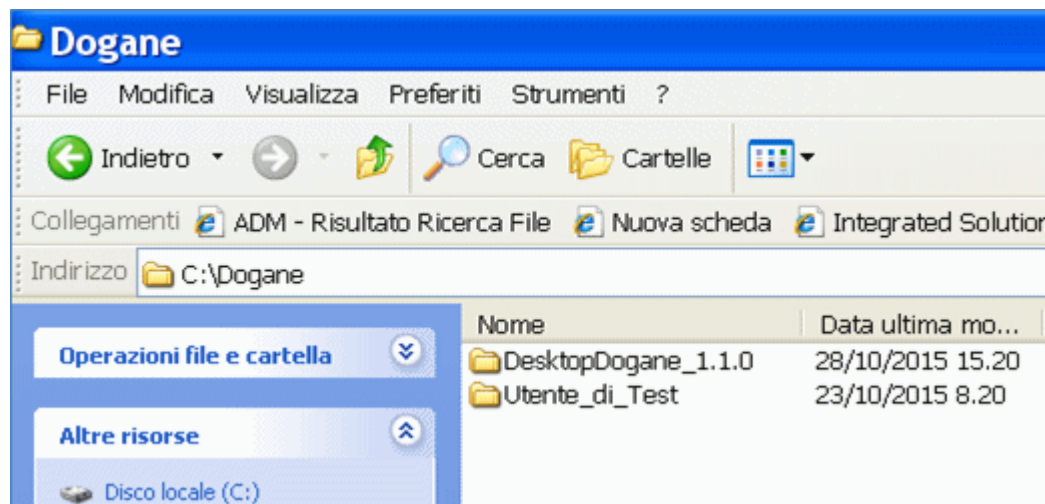 Dogane
File Modifica Visualizza Preferiti Strumenti ?
Indietro Cerca Cartelle
Collegamenti ADM - Risultato Ricerca File Nuova scheda Integrated Solution
Indirizzo C:\Dogane
Nome Data ultima mo...
Operazioni file e cartella
DesktopDogane_1.1.0 28/10/2015 15.20
Utente_di_Test 23/10/2015 8.20
Altre risorse
Disco locale (C:)